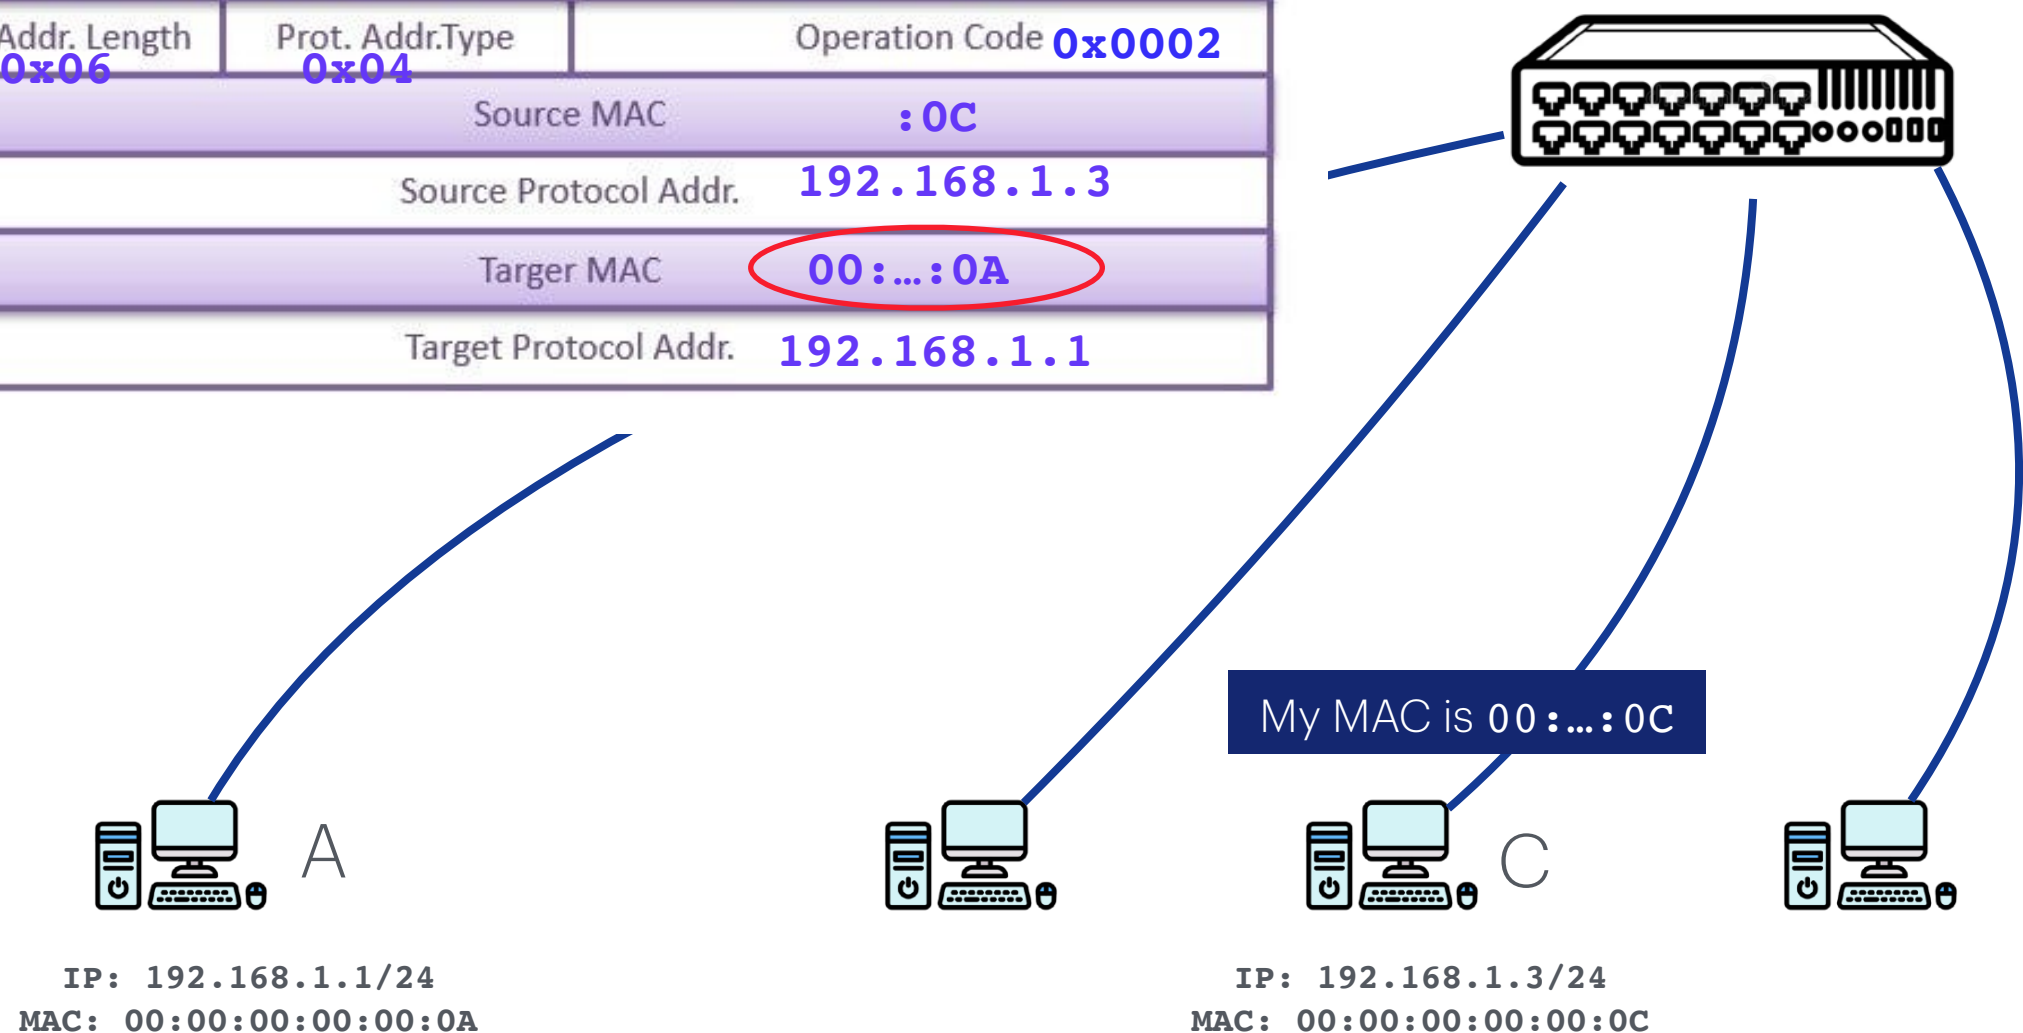 Addr. Length Prot. Addr.Type Operation Code 0x0002
0x06 0x04
Source MAC :0C
Source Protocol Addr. 192.168.1.3
Targer MAC 00:…:0A
Target Protocol Addr. 192.168.1.1
My MAC is 00:…:0C
A
C
IP: 192.168.1.1/24
MAC: 00:00:00:00:00:0A
IP: 192.168.1.3/24
MAC: 00:00:00:00:00:0C